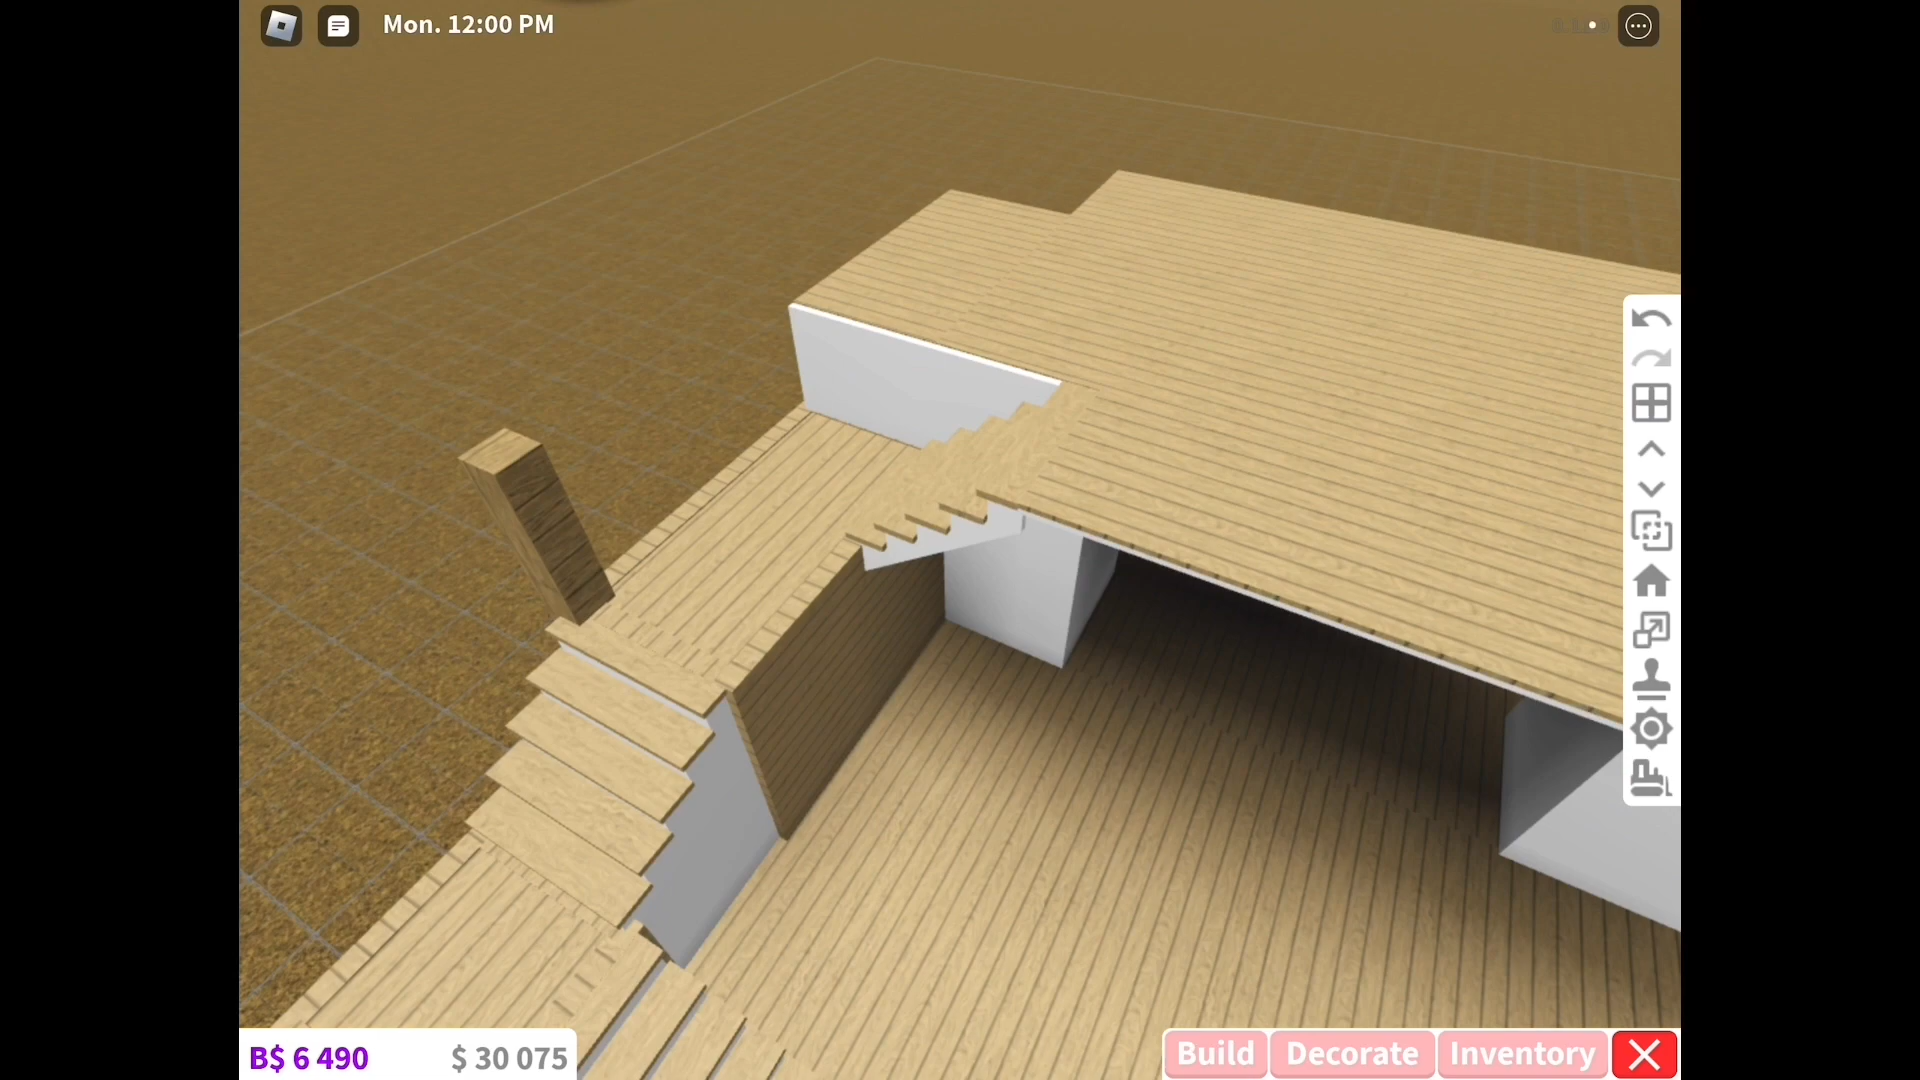 Mon. 12:00 PM
B$ 6 490
$ 30 075
Build
Decorate
Inventory